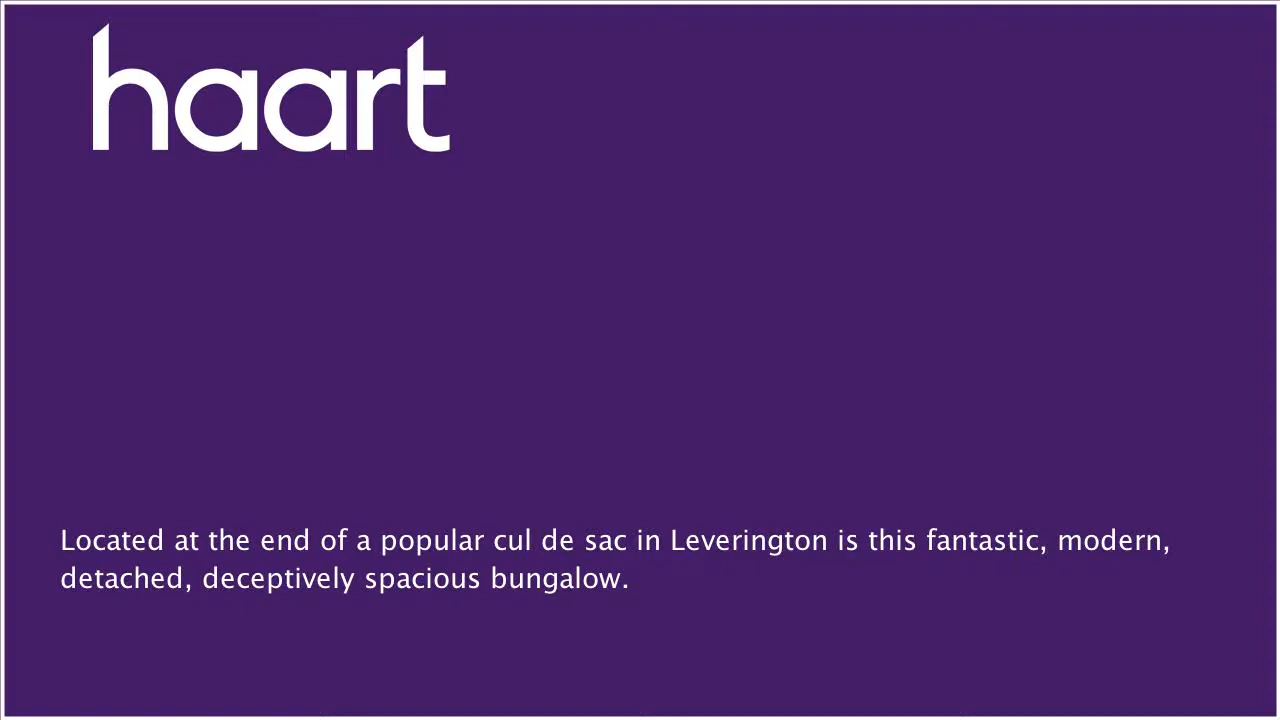 haart
Located at the end of a popular cul de sac in Leverington is this fantastic, modern,
detached, deceptively spacious bungalow.